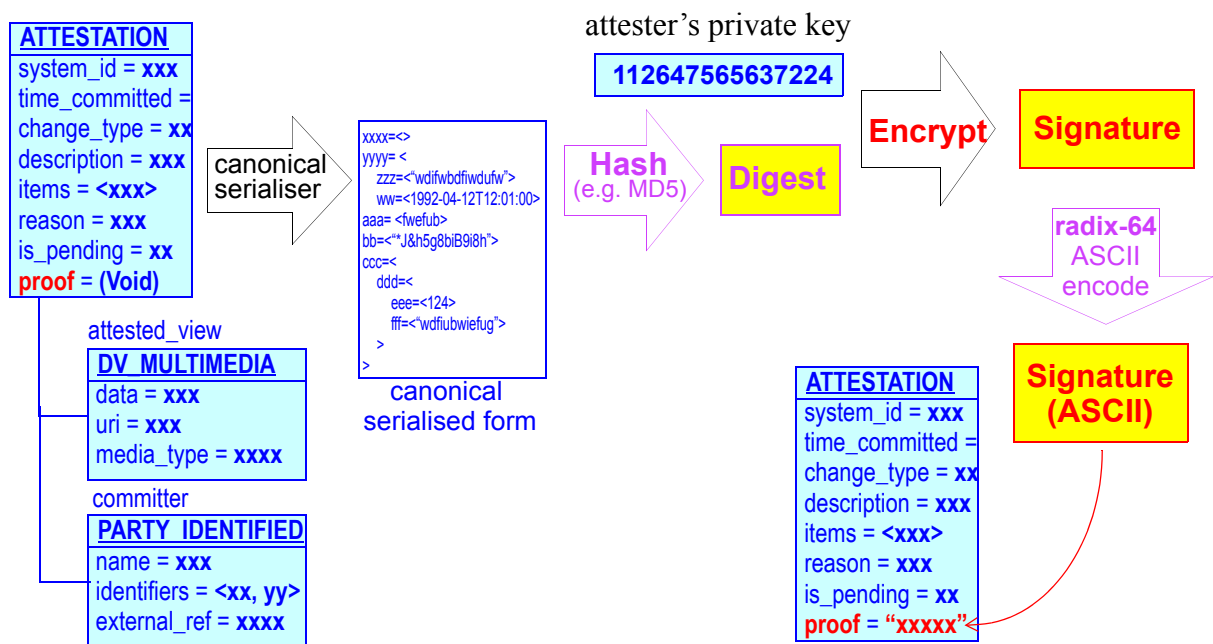 ATTESTATION
system_id = xxx
time_committed =
change_type = xx
description = xxx
items = <xxx>
reason = xxx
is_pending = xx
proof = (Void)
attested_view
DV_MULTIMEDIA
data = xxx
uri = xxx
media_type = xxxx
committer
PARTY_IDENTIFIED
name = xxx
identifiers = <xx, yy>
external_ref = xxxx
canonical
serialiser
xxxx=<>
yyyy= <
zzz=<“wdifwbdfiwdufw”>
ww=<1992-04-12T12:01:00>
aaa= <fwefub>
bb=<“*J&h5g8biB9i8h”>
ccc=<
ddd=<
eee=<124>
fff=<“wdfiubwiefug”>
>
>
canonical
serialised form
attester’s private key
112647565637224
Hash
(e.g. MD5)
Digest
Encrypt
Signature
radix-64
ASCII
encode
Signature
(ASCII)
ATTESTATION
system_id = xxx
time_committed =
change_type = xx
description = xxx
items = <xxx>
reason = xxx
is_pending = xx
proof = “xxxxx”